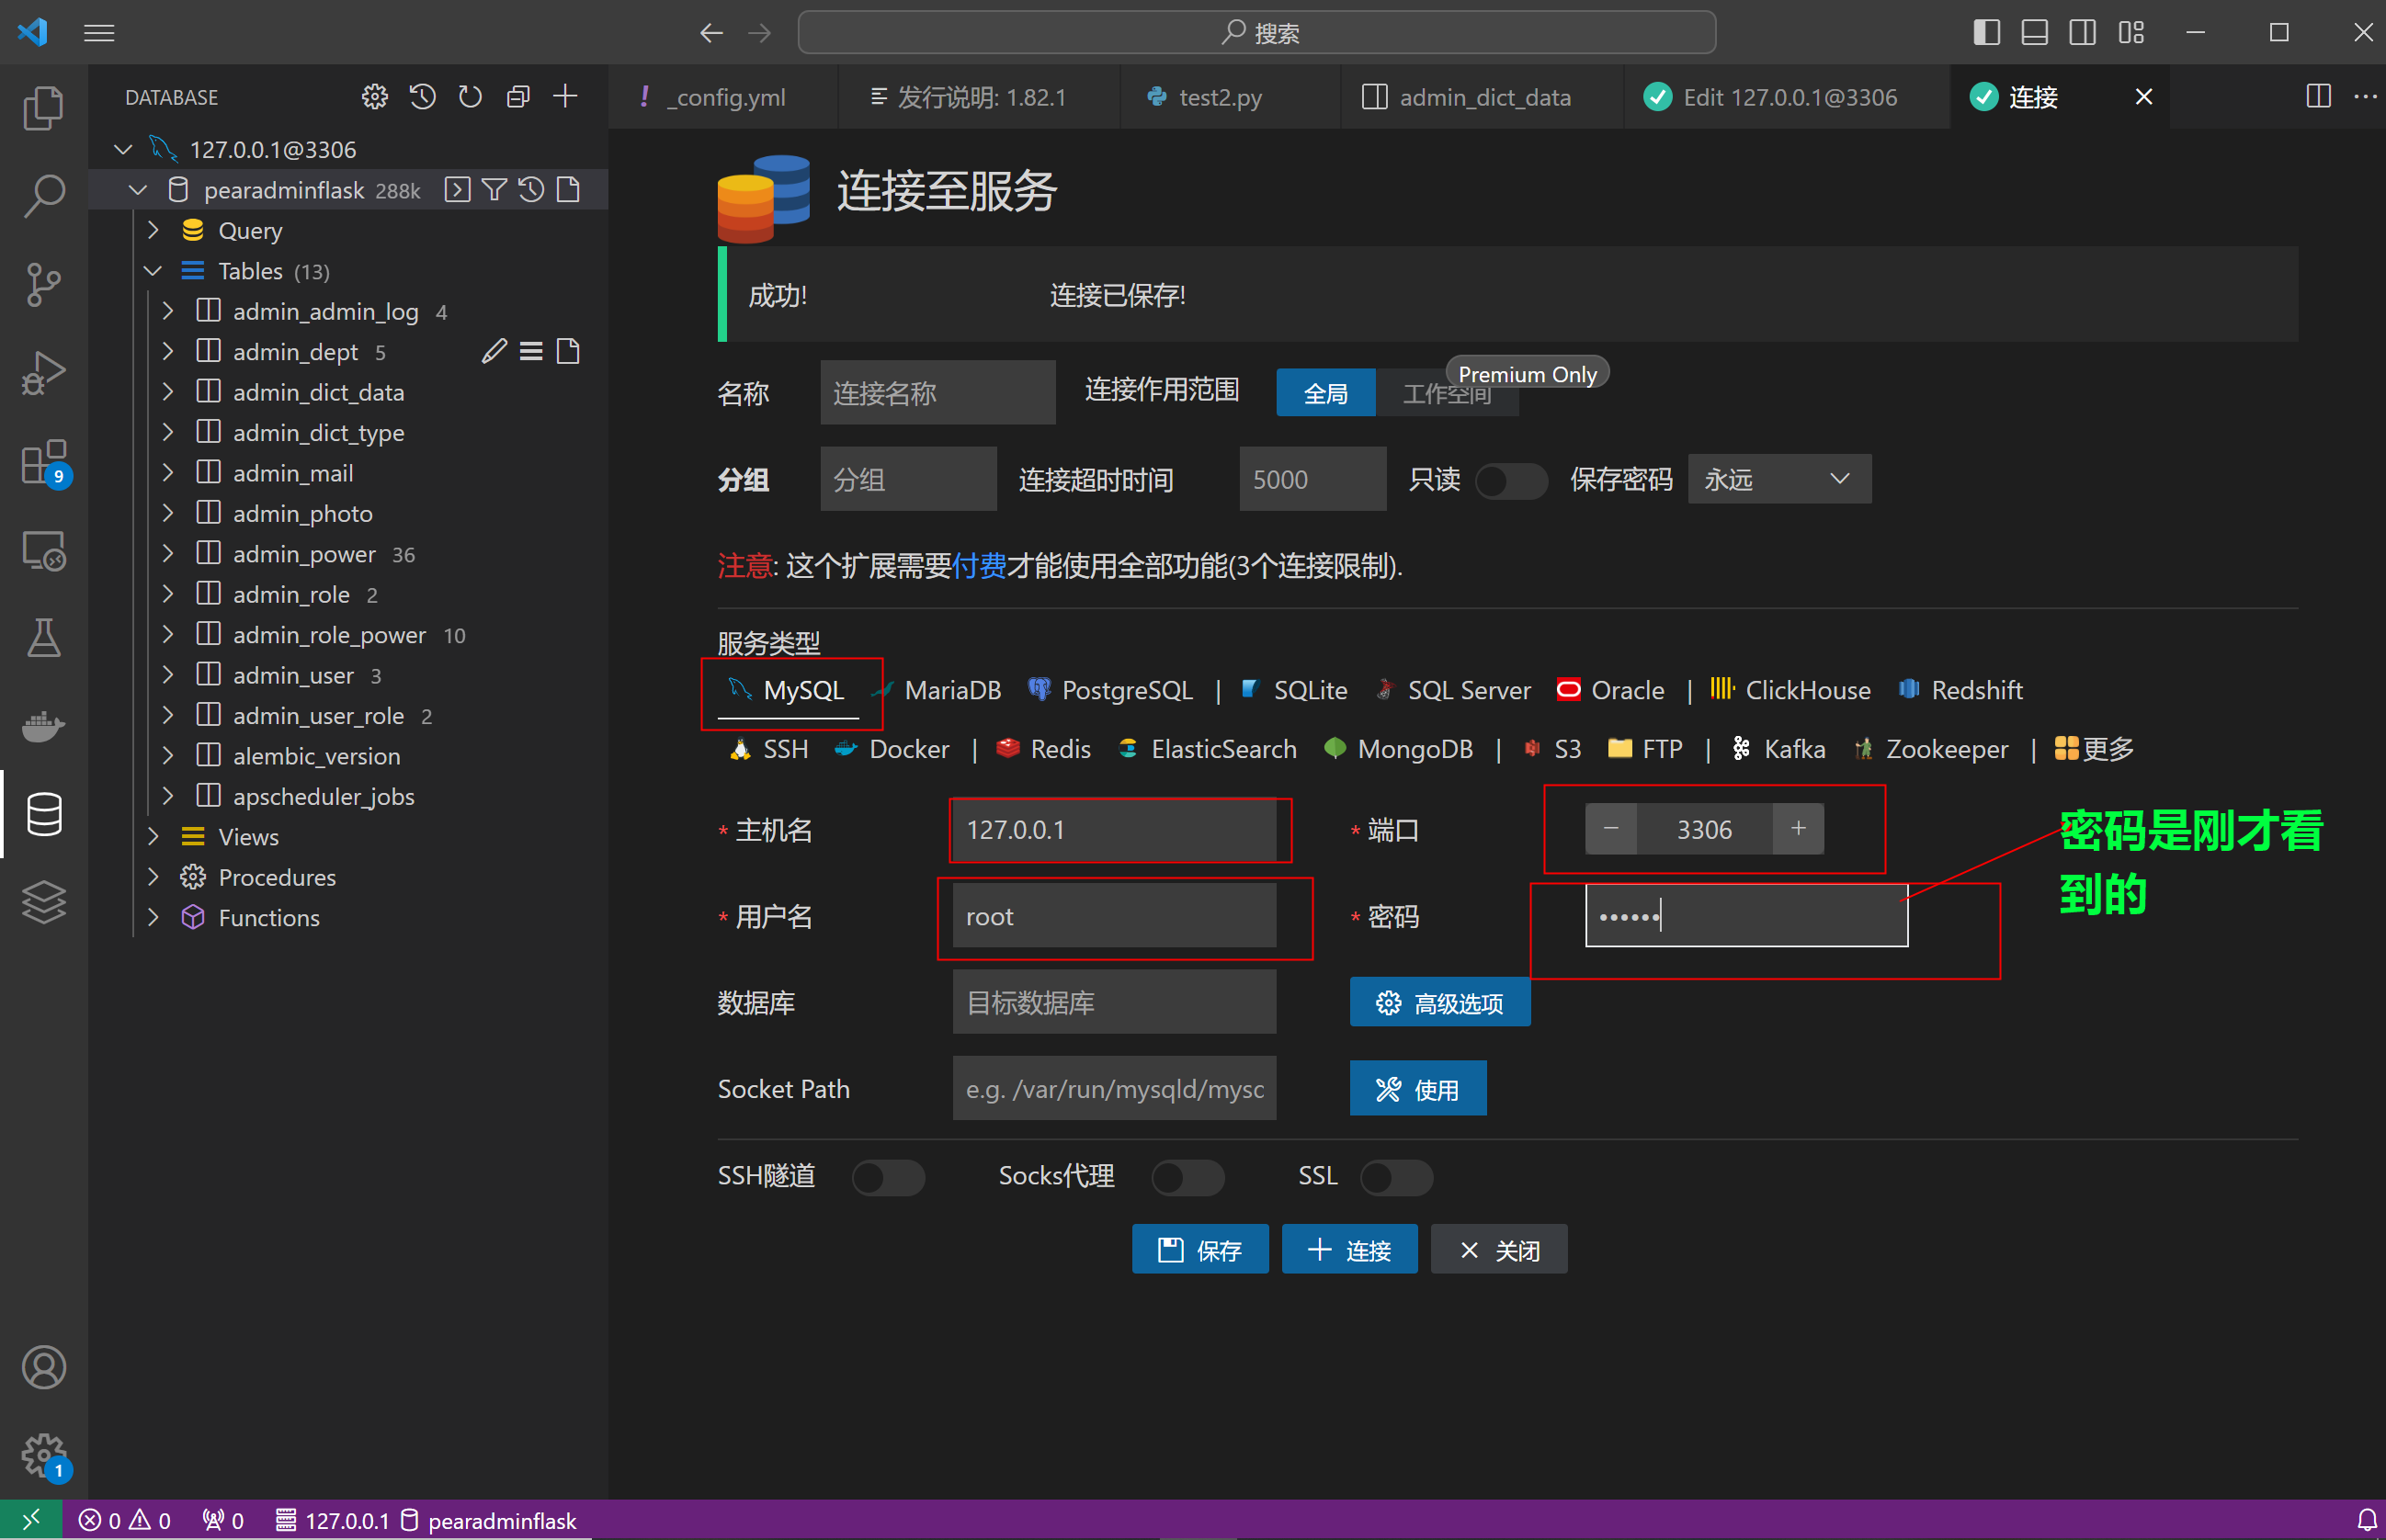 搜索
DATABASE
_config.yml
发行说明: 1.82.1
test2.py
admin_dict_data
Edit 127.0.0.1@3306
连接
127.0.0.1@3306
pearadminflask 288k
Query
Tables (13)
admin_admin_log 4
admin_dept 5
admin_dict_data
admin_dict_type
admin_mail
admin_photo
admin_power 36
admin_role 2
admin_role_power 10
admin_user 3
admin_user_role 2
alembic_version
apscheduler_jobs
Views
Procedures
Functions
9
1
连接至服务
成功! 连接已保存!
名称 连接名称 连接作用范围 全局 工作空间 Premium Only
分组 分组 连接超时时间 5000 只读 保存密码 永远
注意: 这个扩展需要付费才能使用全部功能(3个连接限制).
服务类型
MySQL MariaDB PostgreSQL | SQLite SQL Server Oracle | ClickHouse Redshift
SSH Docker | Redis ElasticSearch MongoDB | S3 FTP | Kafka Zookeeper | 更多
* 主机名 127.0.0.1 * 端口 − 3306 +
密码是刚才看
到的
* 用户名 root * 密码 ••••••
数据库 目标数据库 高级选项
Socket Path e.g. /var/run/mysqld/mysc 使用
SSH隧道 Socks代理 SSL
保存 连接 关闭
0 0 0 127.0.0.1 pearadminflask